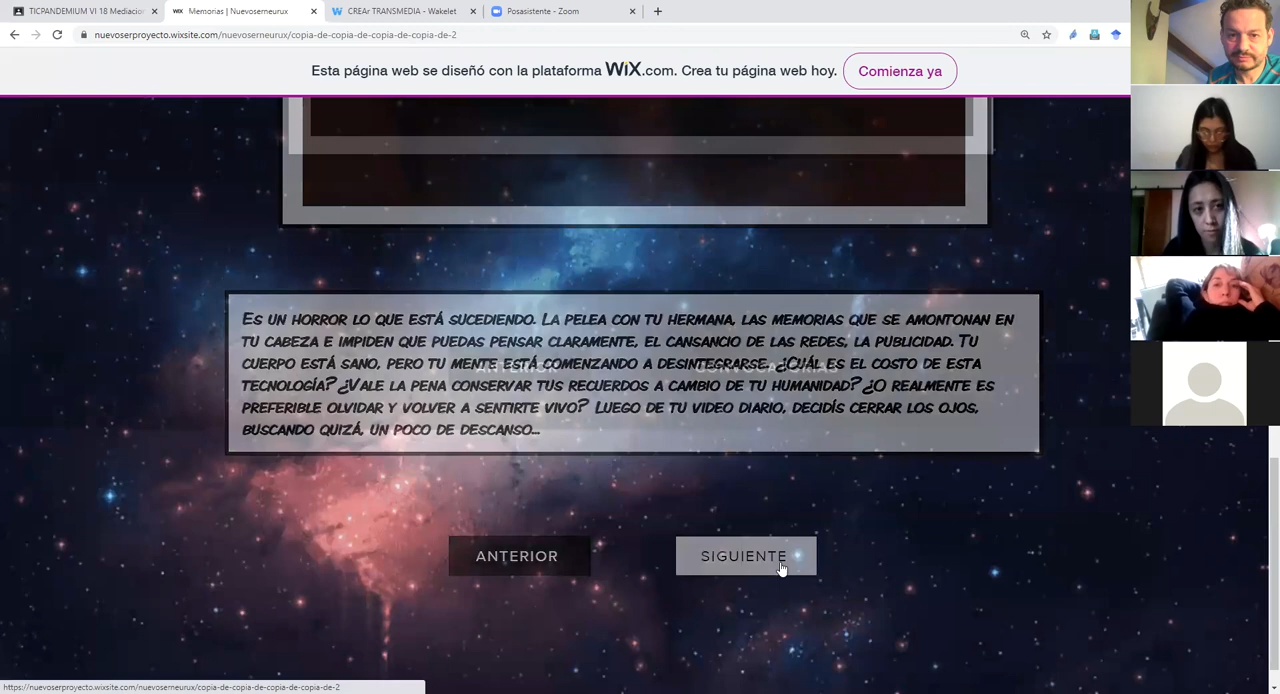 TICPANDEMIUM VI 18 Mediacion
Memorias | Nuevoserneurux
CREAr TRANSMEDIA - Wakelet
Posasistente - Zoom
nuevoserproyecto.wixsite.com/nuevoserneurux/copia-de-copia-de-copia-de-copia-de-2
Esta página web se diseñó con la plataforma WiX.com. Crea tu página web hoy.
Comienza ya
Es un horror lo que está sucediendo. La pelea con tu hermana, las memorias que se amontonan en
tu cabeza e impiden que puedas pensar claramente, el cansancio de las redes, la publicidad. Tu
cuerpo está sano, pero tu mente está comenzando a desintegrarse. ¿Cuál es el costo de esta
tecnología? ¿Vale la pena conservar tus recuerdos a cambio de tu humanidad? ¿O realmente es
preferible olvidar y volver a sentirte vivo? Luego de tu video diario, decidís cerrar los ojos,
buscando quizá, un poco de descanso...
ANTERIOR
SIGUIENTE
https://nuevoserproyecto.wixsite.com/nuevoserneurux/copia-de-copia-de-copia-de-copia-de-2